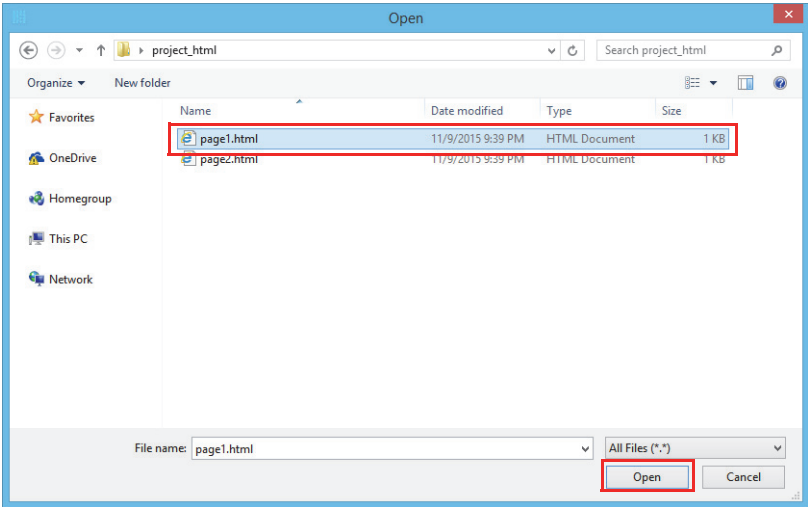 Open
project_html
Search project_html
Organize
New folder
Name Date modified Type Size
Favorites
page1.html 11/9/2015 9:39 PM HTML Document 1 KB
page2.html 11/9/2015 9:39 PM HTML Document 1 KB
OneDrive
Homegroup
This PC
Network
File name: page1.html
All Files (*.*)
Open
Cancel